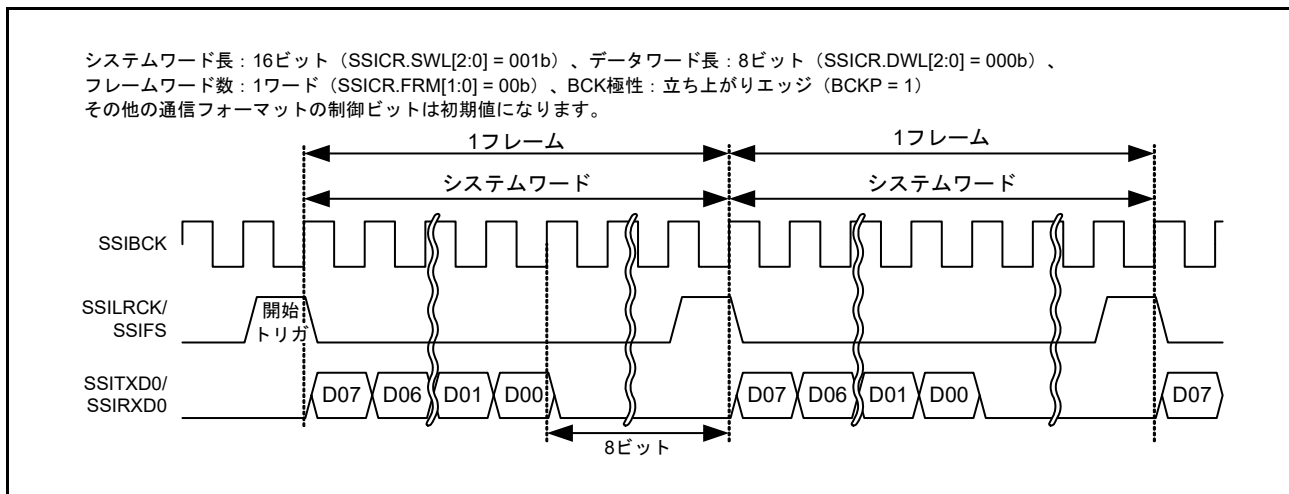 システムワード長：16ビット（SSICR.SWL[2:0] = 001b）、データワード長：8ビット（SSICR.DWL[2:0] = 000b）、
フレームワード数：1ワード（SSICR.FRM[1:0] = 00b）、BCK極性：立ち上がりエッジ（BCKP = 1）
その他の通信フォーマットの制御ビットは初期値になります。
1フレーム 1フレーム
システムワード システムワード
SSIBCK
SSILRCK/
SSIFS
開始
トリガ
SSITXD0/
SSIRXD0
D07 D06 D01 D00 D07 D06 D01 D00 D07
8ビット